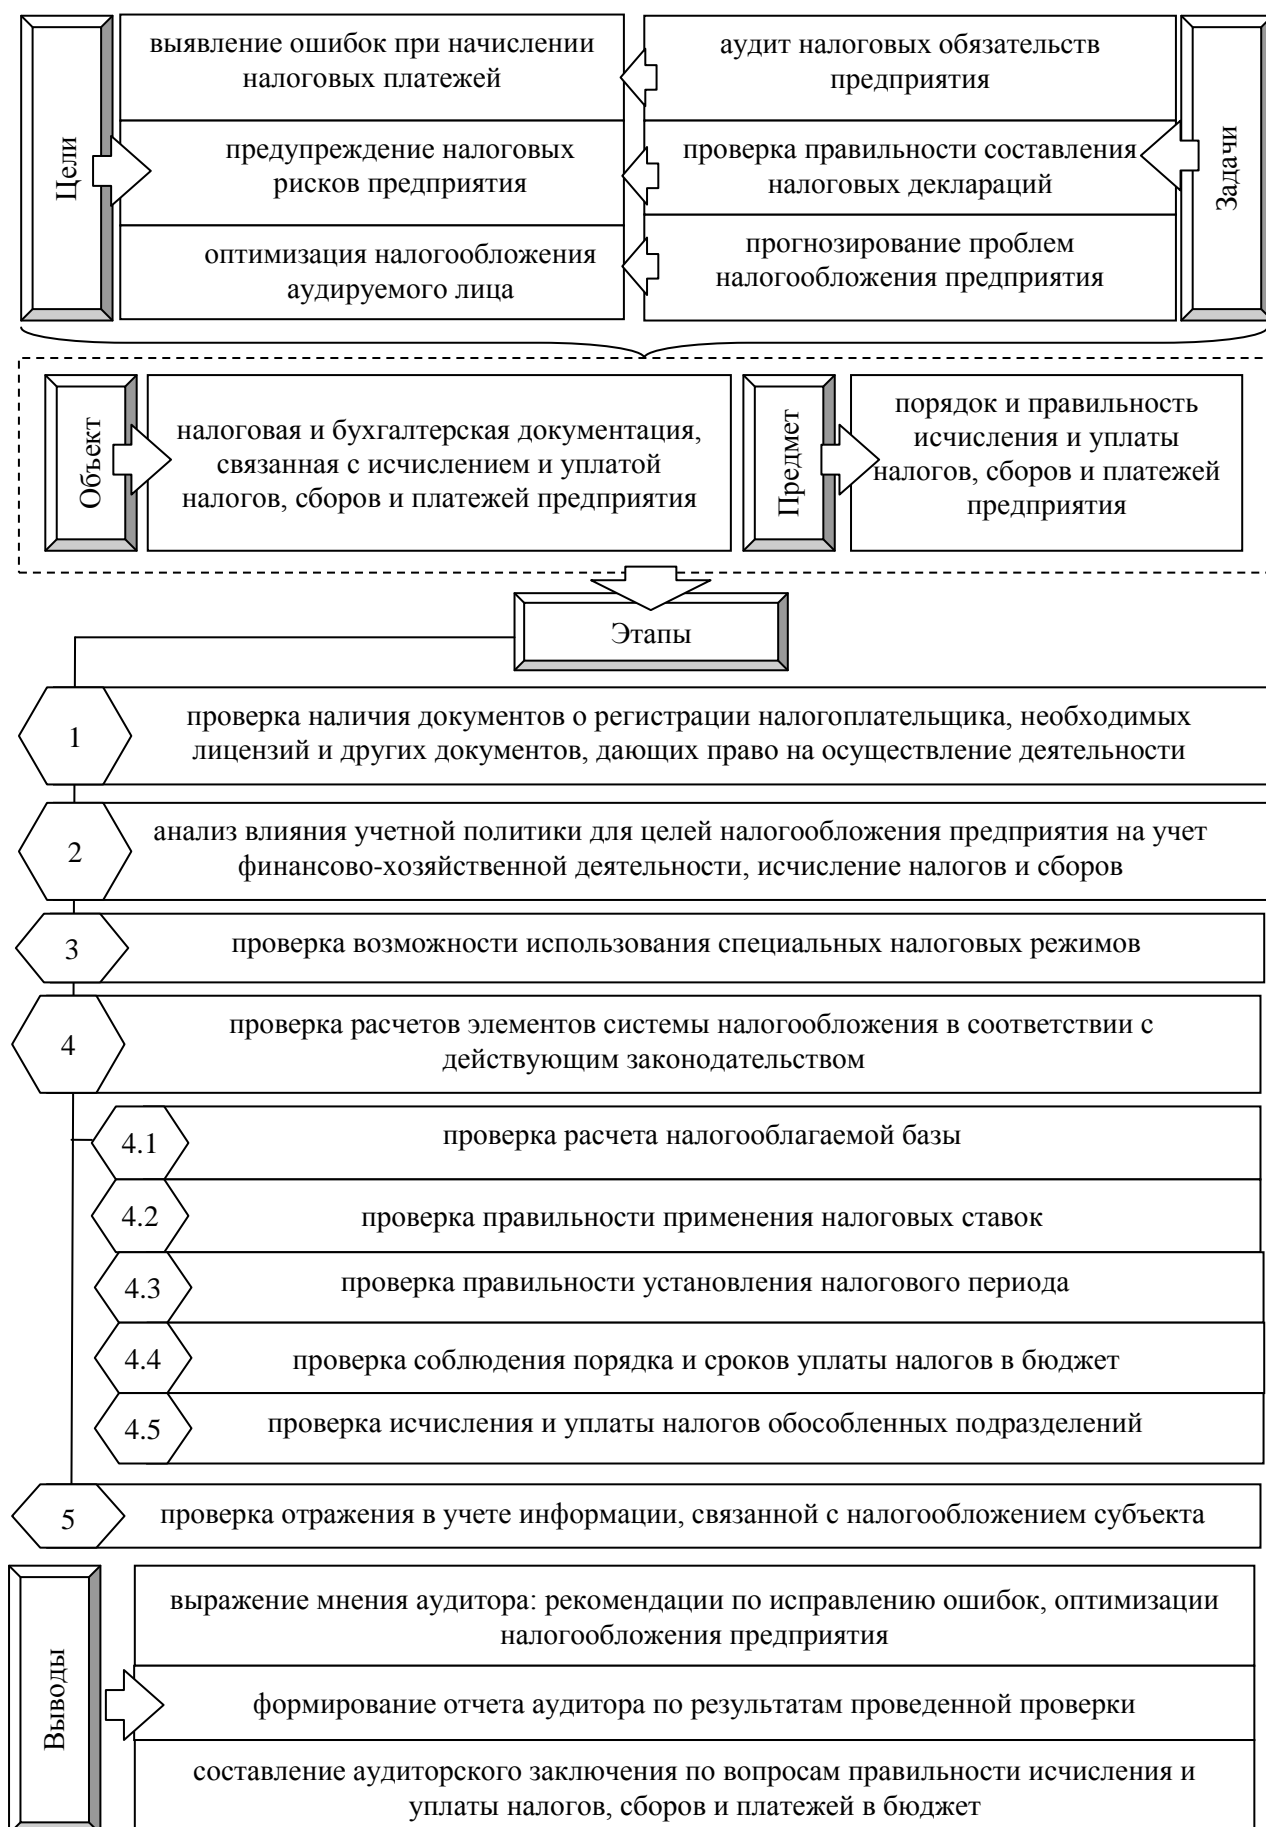 Цели
выявление ошибок при начислении
налоговых платежей
предупреждение налоговых
рисков предприятия
оптимизация налогообложения
аудируемого лица
аудит налоговых обязательств
предприятия
проверка правильности составления
налоговых деклараций
прогнозирование проблем
налогообложения предприятия
Задачи
Объект
налоговая и бухгалтерская документация,
связанная с исчислением и уплатой
налогов, сборов и платежей предприятия
Предмет
порядок и правильность
исчисления и уплаты
налогов, сборов и платежей
предприятия
Этапы
1
проверка наличия документов о регистрации налогоплательщика, необходимых
лицензий и других документов, дающих право на осуществление деятельности
2
анализ влияния учетной политики для целей налогообложения предприятия на учет
финансово-хозяйственной деятельности, исчисление налогов и сборов
3
проверка возможности использования специальных налоговых режимов
4
проверка расчетов элементов системы налогообложения в соответствии с
действующим законодательством
4.1
проверка расчета налогооблагаемой базы
4.2
проверка правильности применения налоговых ставок
4.3
проверка правильности установления налогового периода
4.4
проверка соблюдения порядка и сроков уплаты налогов в бюджет
4.5
проверка исчисления и уплаты налогов обособленных подразделений
5
проверка отражения в учете информации, связанной с налогообложением субъекта
Выводы
выражение мнения аудитора: рекомендации по исправлению ошибок, оптимизации
налогообложения предприятия
формирование отчета аудитора по результатам проведенной проверки
составление аудиторского заключения по вопросам правильности исчисления и
уплаты налогов, сборов и платежей в бюджет